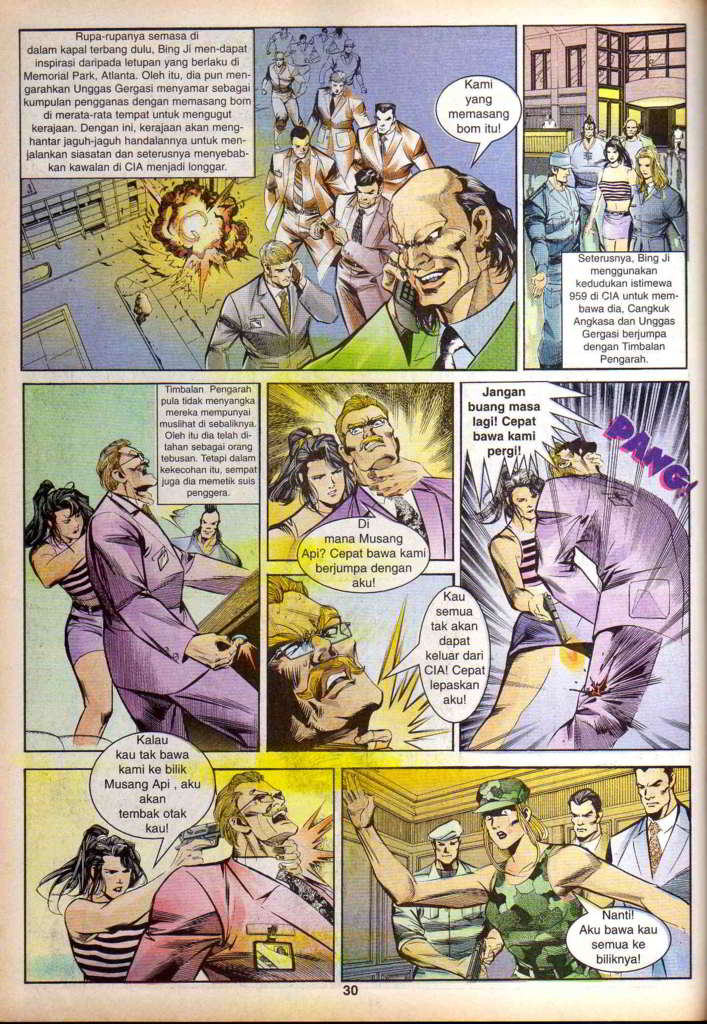 Rupa-rupanya semasa di
dalam kapal terbang dulu, Bing Ji men-dapat
inspirasi daripada letupan yang berlaku di
Memorial Park, Atlanta. Oleh itu, dia pun men-
garahkan Unggas Gergasi menyamar sebagai
kumpulan pengganas dengan memasang bom
di merata-rata tempat untuk mengugut
kerajaan. Dengan ini, kerajaan akan meng-
hantar jaguh-jaguh handalannya untuk men-
jalankan siasatan dan seterusnya menyebab-
kan kawalan di CIA menjadi longgar.
Kami
yang
memasang
bom itu!
Seterusnya, Bing Ji
menggunakan
kedudukan istimewa
959 di CIA untuk mem-
bawa dia, Cangkuk
Angkasa dan Unggas
Gergasi berjumpa
dengan Timbalan
Pengarah.
Timbalan Pengarah
pula tidak menyangka
mereka mempunyai
muslihat di sebaliknya.
Oleh itu dia telah di-
tahan sebagai orang
tebusan. Tetapi dalam
kekecohan itu, sempat
juga dia memetik suis
penggera.
Di
mana Musang
Api? Cepat bawa kami
berjumpa dengan
aku!
Kau
semua
tak akan
dapat
keluar dari
CIA! Cepat
lepaskan
aku!
Jangan
buang masa
lagi! Cepat
bawa kami
pergi!
PANG!
Kalau
kau tak bawa
kami ke bilik
Musang Api , aku
akan
tembak otak
kau!
Nanti!
Aku bawa kau
semua ke
biliknya!
30